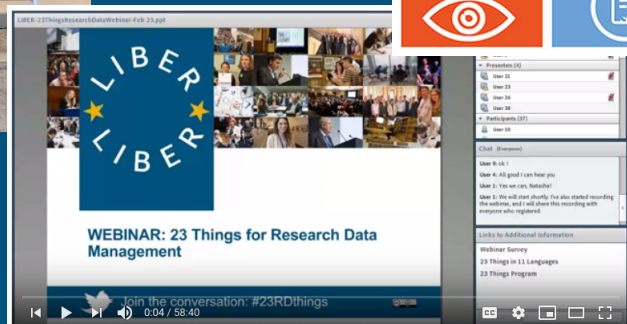 LIBER-23ThingsResearchDataWebinar-Feb 23.ppt
LIBER
LIBER
WEBINAR: 23 Things for Research Data
Management
Join the conversation: #23RDthings
0:04 / 58:40
CC
Presenters (4)
User 21
User 23
User 26
User 38
Participants (37)
User 10
Chat (Everyone)
User 9: ok !
User 4: All good I can hear you
User 1: Yes we can, Natashe!
User 1: We will start shortly. I've also started recording
the webinar, and I will share this recording with
everyone who registered
Links to Additional Information
Webinar Survey
23 Things in 11 Languages
23 Things Program